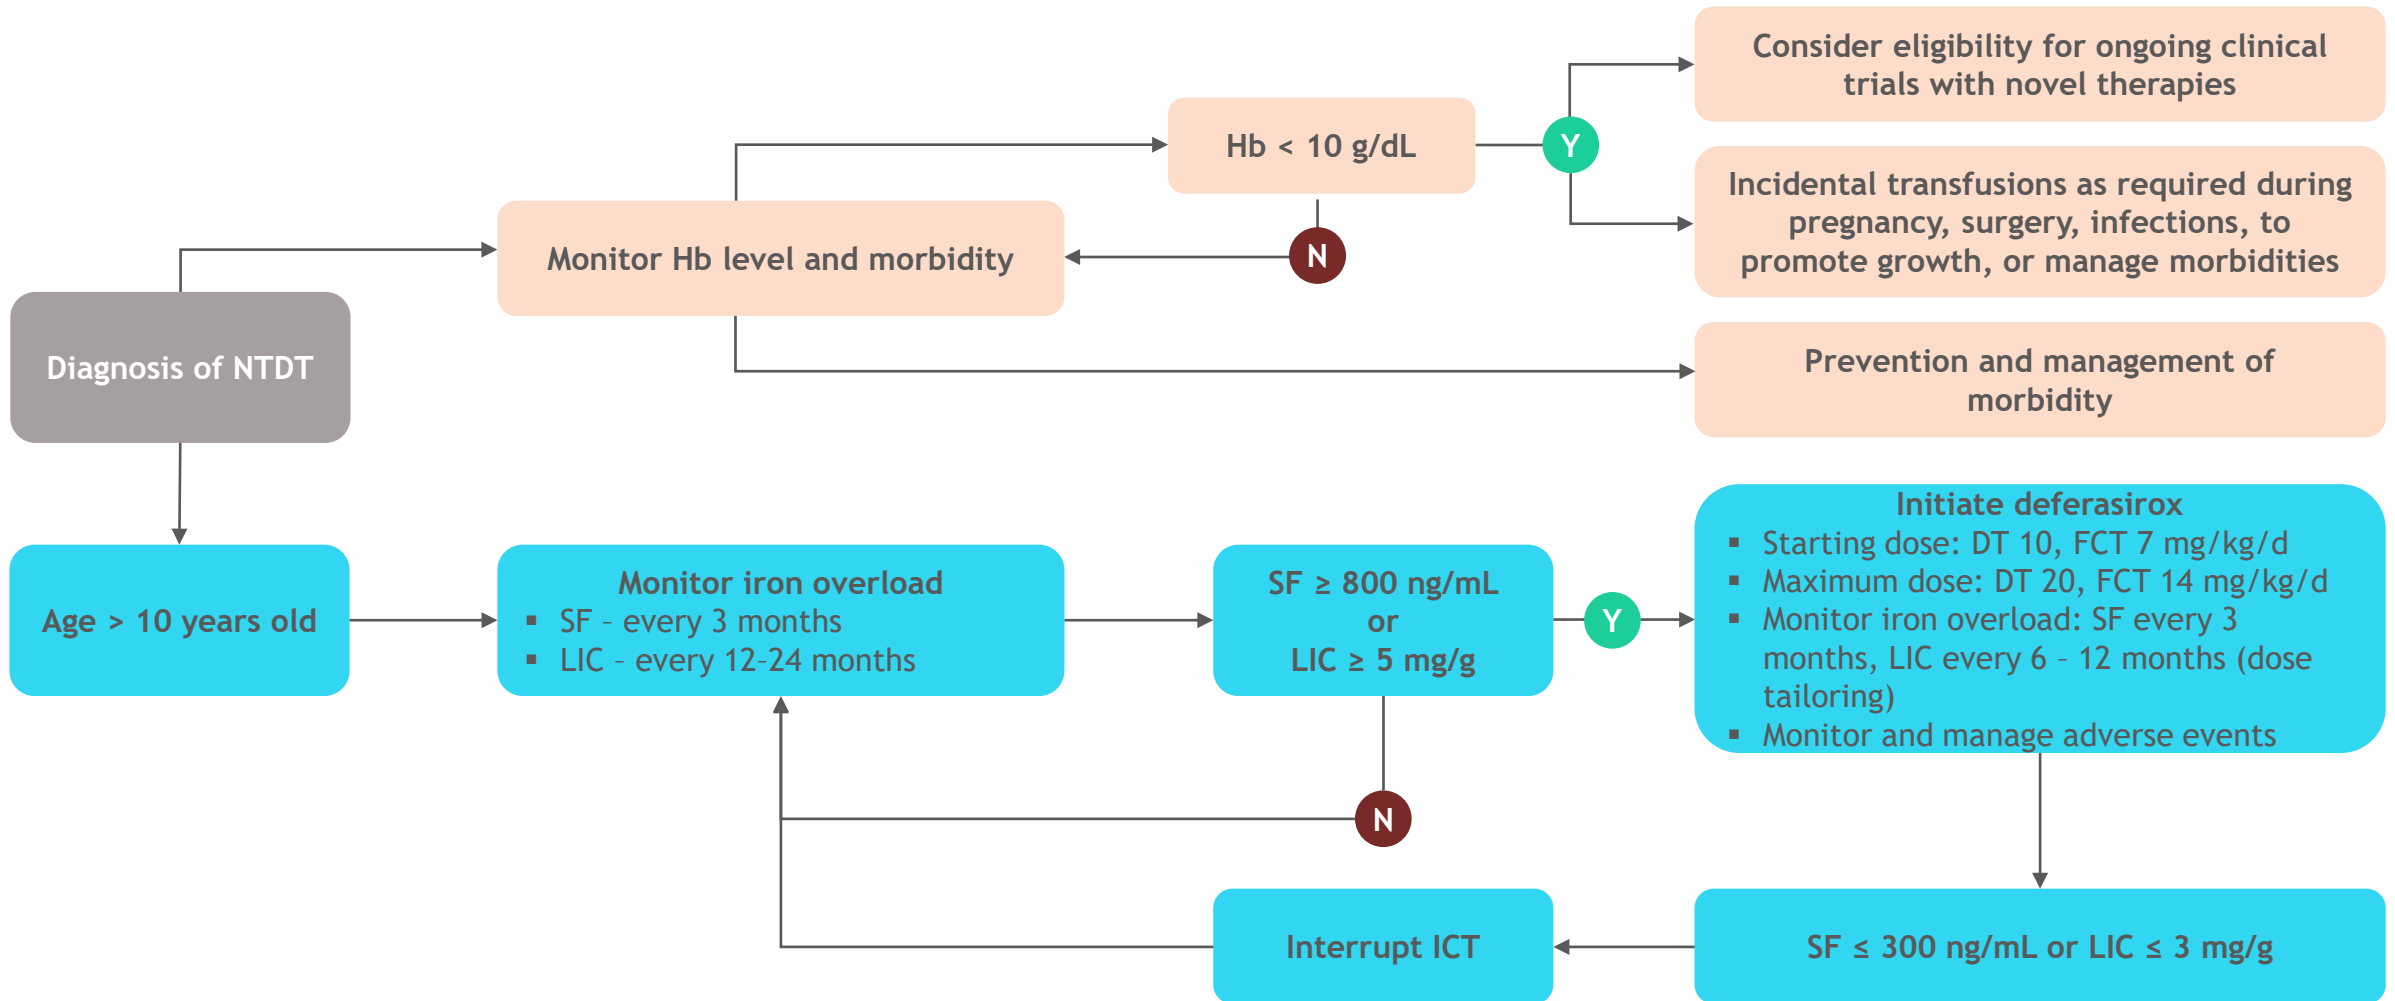 Consider eligibility for ongoing clinical
trials with novel therapies
Hb < 10 g/dL
Y
Incidental transfusions as required during
pregnancy, surgery, infections, to
promote growth, or manage morbidities
Monitor Hb level and morbidity
N
Diagnosis of NTDT
Prevention and management of
morbidity
Age > 10 years old
Monitor iron overload
▪ SF – every 3 months
▪ LIC – every 12–24 months
SF ≥ 800 ng/mL
or
LIC ≥ 5 mg/g
Y
Initiate deferasirox
▪ Starting dose: DT 10, FCT 7 mg/kg/d
▪ Maximum dose: DT 20, FCT 14 mg/kg/d
▪ Monitor iron overload: SF every 3
months, LIC every 6 – 12 months (dose
tailoring)
▪ Monitor and manage adverse events
N
Interrupt ICT
SF ≤ 300 ng/mL or LIC ≤ 3 mg/g